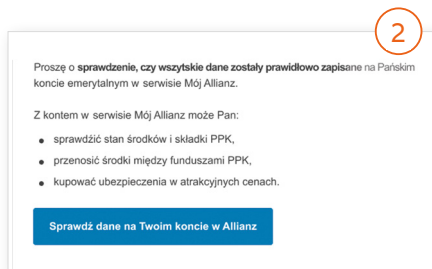 2
Proszę o sprawdzenie, czy wszytskie dane zostały prawidłowo zapisane na Pańskim
koncie emerytalnym w serwisie Mój Allianz.
Z kontem w serwisie Mój Allianz może Pan:
• sprawdźić stan środków i składki PPK,
• przenosić środki między funduszami PPK,
• kupować ubezpieczenia w atrakcyjnych cenach.
Sprawdź dane na Twoim koncie w Allianz